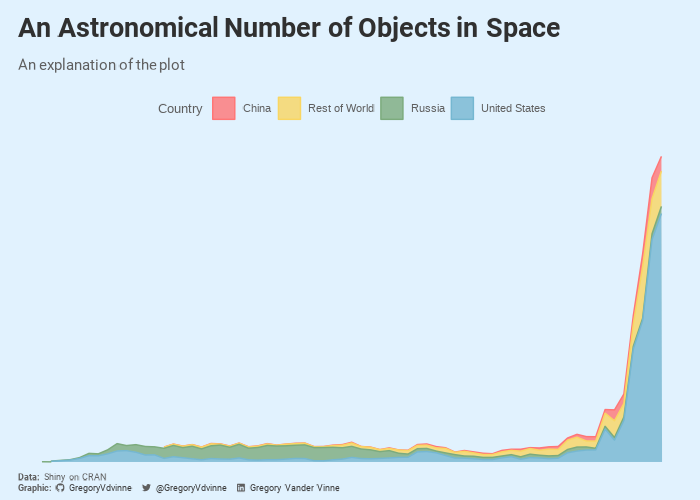 An Astronomical Number of Objects in Space
An explanation of the plot
Country China Rest of World Russia United States
Data: Shiny on CRAN
Graphic: GregoryVdvinne @GregoryVdvinne Gregory Vander Vinne